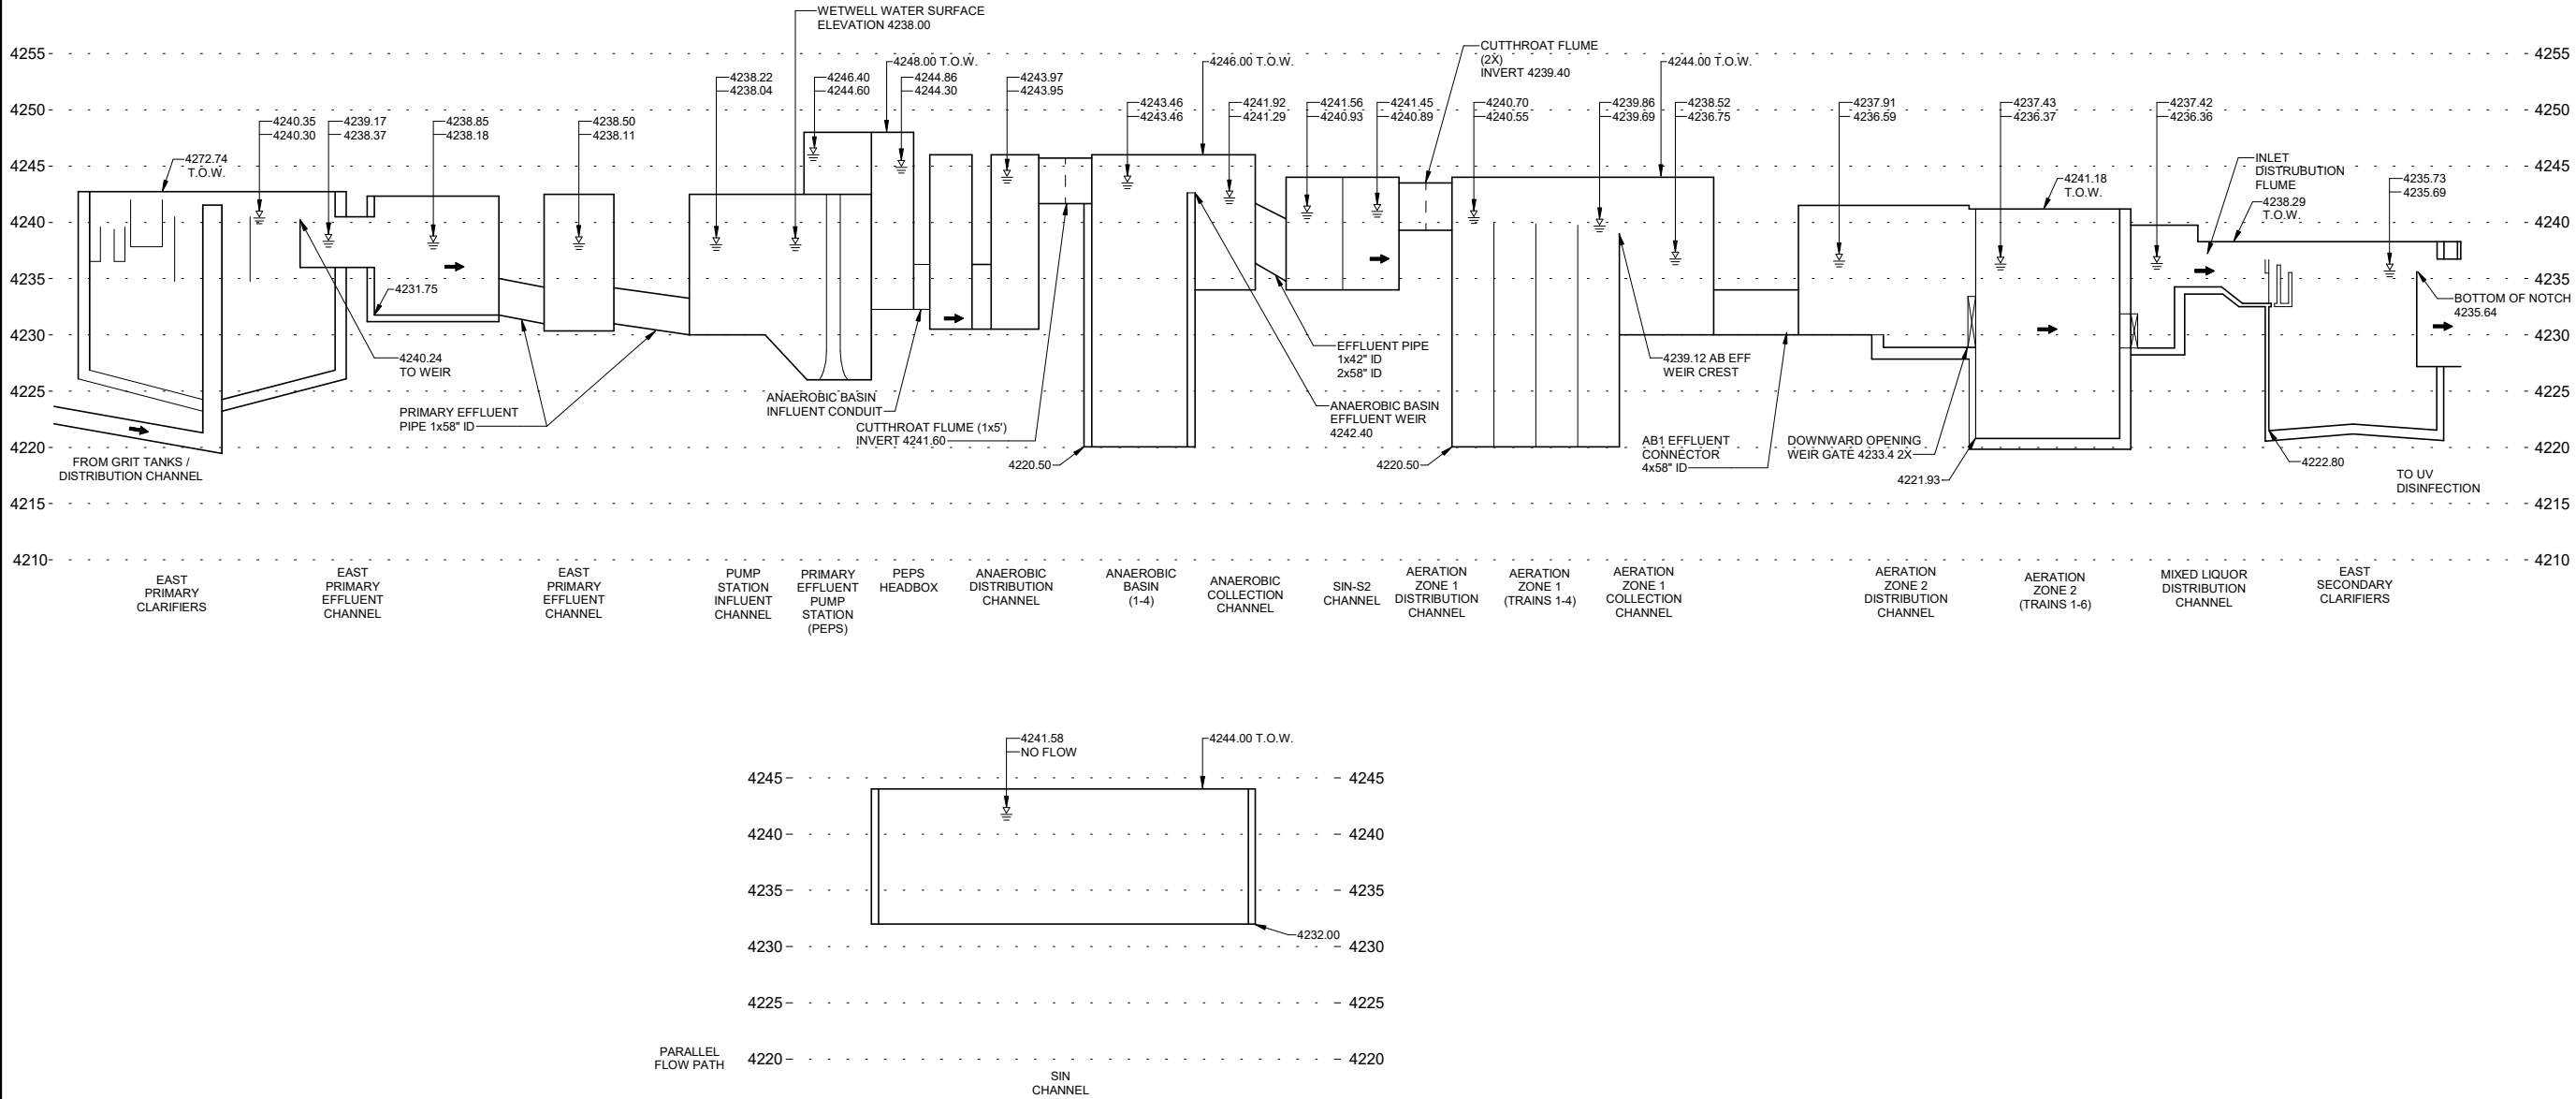 WETWELL WATER SURFACE
ELEVATION 4238.00
4255
4255
4248.00 T.O.W.
4246.00 T.O.W.
CUTTHROAT FLUME
(2X)
INVERT 4239.40
4244.00 T.O.W.
4238.22
4238.04
4246.40
4244.60
4244.86
4244.30
4243.97
4243.95
4250
4250
4240.35
4240.30
4239.17
4238.37
4238.85
4238.18
4238.50
4238.11
4243.46
4243.46
4241.92
4241.29
4241.56
4240.93
4241.45
4240.89
4240.70
4240.55
4239.86
4239.69
4238.52
4236.75
4237.91
4236.59
4237.43
4236.37
4237.42
4236.36
4245
4245
4272.74
T.O.W.
INLET
DISTRUBUTION
FLUME
4238.29
T.O.W.
4241.18
T.O.W.
4235.73
4235.69
4240
4240
4235
4235
4231.75
BOTTOM OF NOTCH
4235.64
4230
4230
4240.24
TO WEIR
EFFLUENT PIPE
1x42" ID
2x58" ID
4239.12 AB EFF
WEIR CREST
4225
4225
PRIMARY EFFLUENT
PIPE 1x58" ID
ANAEROBIC BASIN
INFLUENT CONDUIT
CUTTHROAT FLUME (1x5')
INVERT 4241.60
ANAEROBIC BASIN
EFFLUENT WEIR
4242.40
AB1 EFFLUENT
CONNECTOR
4x58" ID
DOWNWARD OPENING
WEIR GATE 4233.4 2X
4220
4220
FROM GRIT TANKS /
DISTRIBUTION CHANNEL
4220.50
4220.50
4221.93
4222.80
TO UV
DISINFECTION
4215
4215
4210
4210
EAST
PRIMARY
CLARIFIERS
EAST
PRIMARY
EFFLUENT
CHANNEL
EAST
PRIMARY
EFFLUENT
CHANNEL
PUMP
STATION
INFLUENT
CHANNEL
PRIMARY
EFFLUENT
PUMP
STATION
(PEPS)
PEPS
HEADBOX
ANAEROBIC
DISTRIBUTION
CHANNEL
ANAEROBIC
BASIN
(1-4)
ANAEROBIC
COLLECTION
CHANNEL
SIN-S2
CHANNEL
AERATION
ZONE 1
DISTRIBUTION
CHANNEL
AERATION
ZONE 1
(TRAINS 1-4)
AERATION
ZONE 1
COLLECTION
CHANNEL
AERATION
ZONE 2
DISTRIBUTION
CHANNEL
AERATION
ZONE 2
(TRAINS 1-6)
MIXED LIQUOR
DISTRIBUTION
CHANNEL
EAST
SECONDARY
CLARIFIERS
4241.58
NO FLOW
4244.00 T.O.W.
4245
4245
4240
4240
4235
4235
4232.00
4230
4230
4225
4225
PARALLEL
FLOW PATH
4220
4220
SIN
CHANNEL